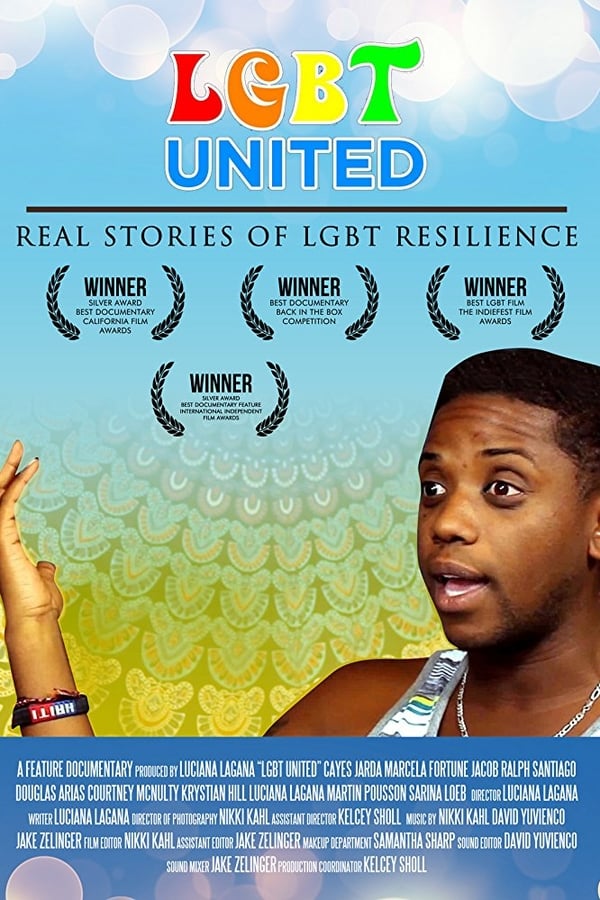 LGBT
UNITED
REAL STORIES OF LGBT RESILIENCE
WINNER
SILVER AWARD
BEST DOCUMENTARY
CALIFORNIA FILM
AWARDS
WINNER
BEST DOCUMENTARY
BACK IN THE BOX
COMPETITION
WINNER
BEST LGBT FILM
THE INDIEFEST FILM
AWARDS
WINNER
SILVER AWARD
BEST DOCUMENTARY FEATURE
INTERNATIONAL INDEPENDENT
FILM AWARDS
HAITI
A FEATURE DOCUMENTARY PRODUCED BY LUCIANA LAGANA "LGBT UNITED" CAYES JARDA MARCELA FORTUNE JACOB RALPH SANTIAGO
DOUGLAS ARIAS COURTNEY MCNULTY KRYSTIAN HILL LUCIANA LAGANA MARTIN POUSSON SARINA LOEB DIRECTOR LUCIANA LAGANA
WRITER LUCIANA LAGANA DIRECTOR OF PHOTOGRAPHY NIKKI KAHL ASSISTANT DIRECTOR KELCEY SHOLL MUSIC BY NIKKI KAHL DAVID YUVIENCO
JAKE ZELINGER FILM EDITOR NIKKI KAHL ASSISTANT EDITOR JAKE ZELINGER MAKEUP DEPARTMENT SAMANTHA SHARP SOUND EDITOR DAVID YUVIENCO
SOUND MIXER JAKE ZELINGER PRODUCTION COORDINATOR KELCEY SHOLL